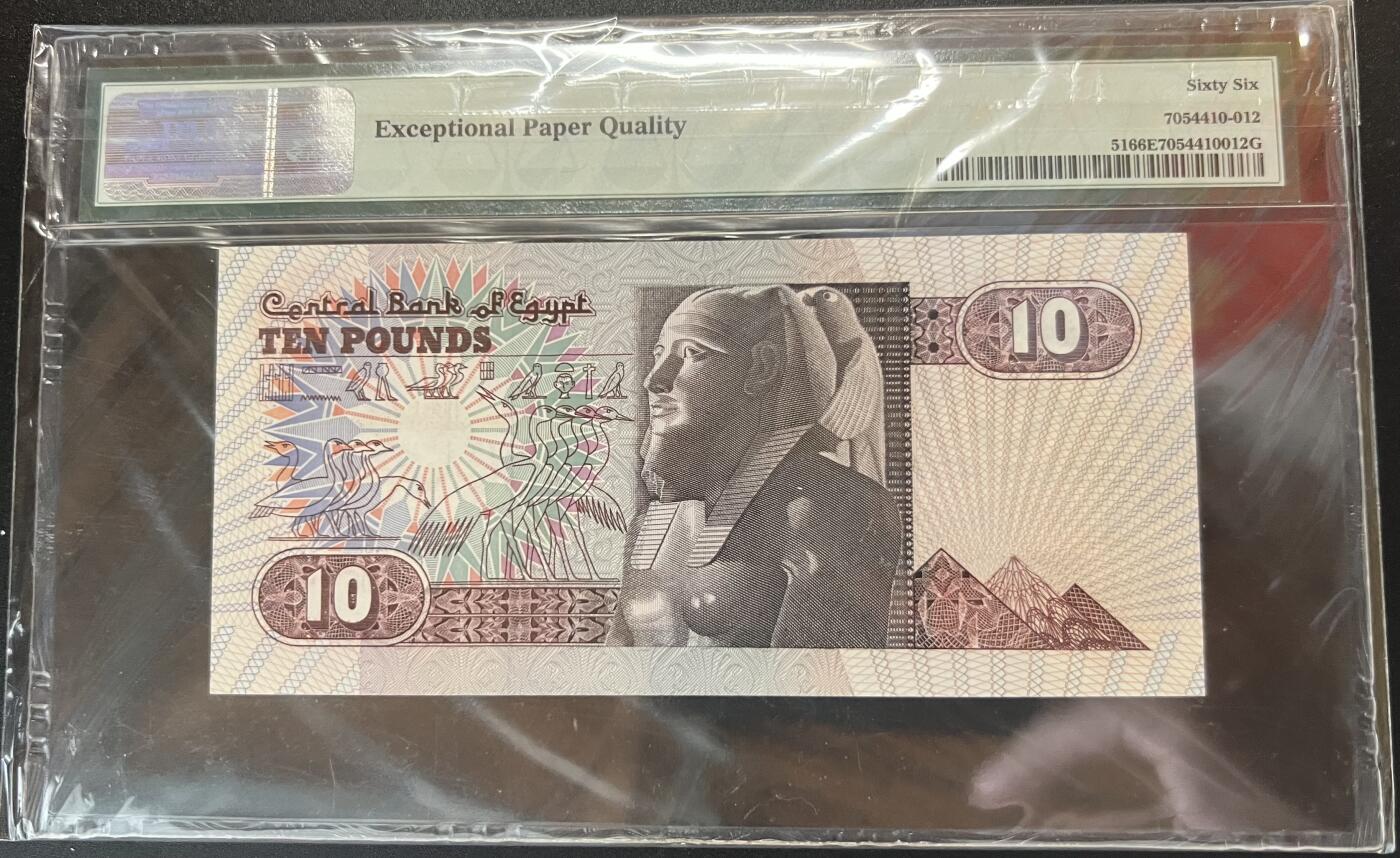 Sixty Six
Exceptional Paper Quality
7054410-012
5166E7054410012G
Central Bank of Egypt
TEN POUNDS
10
10